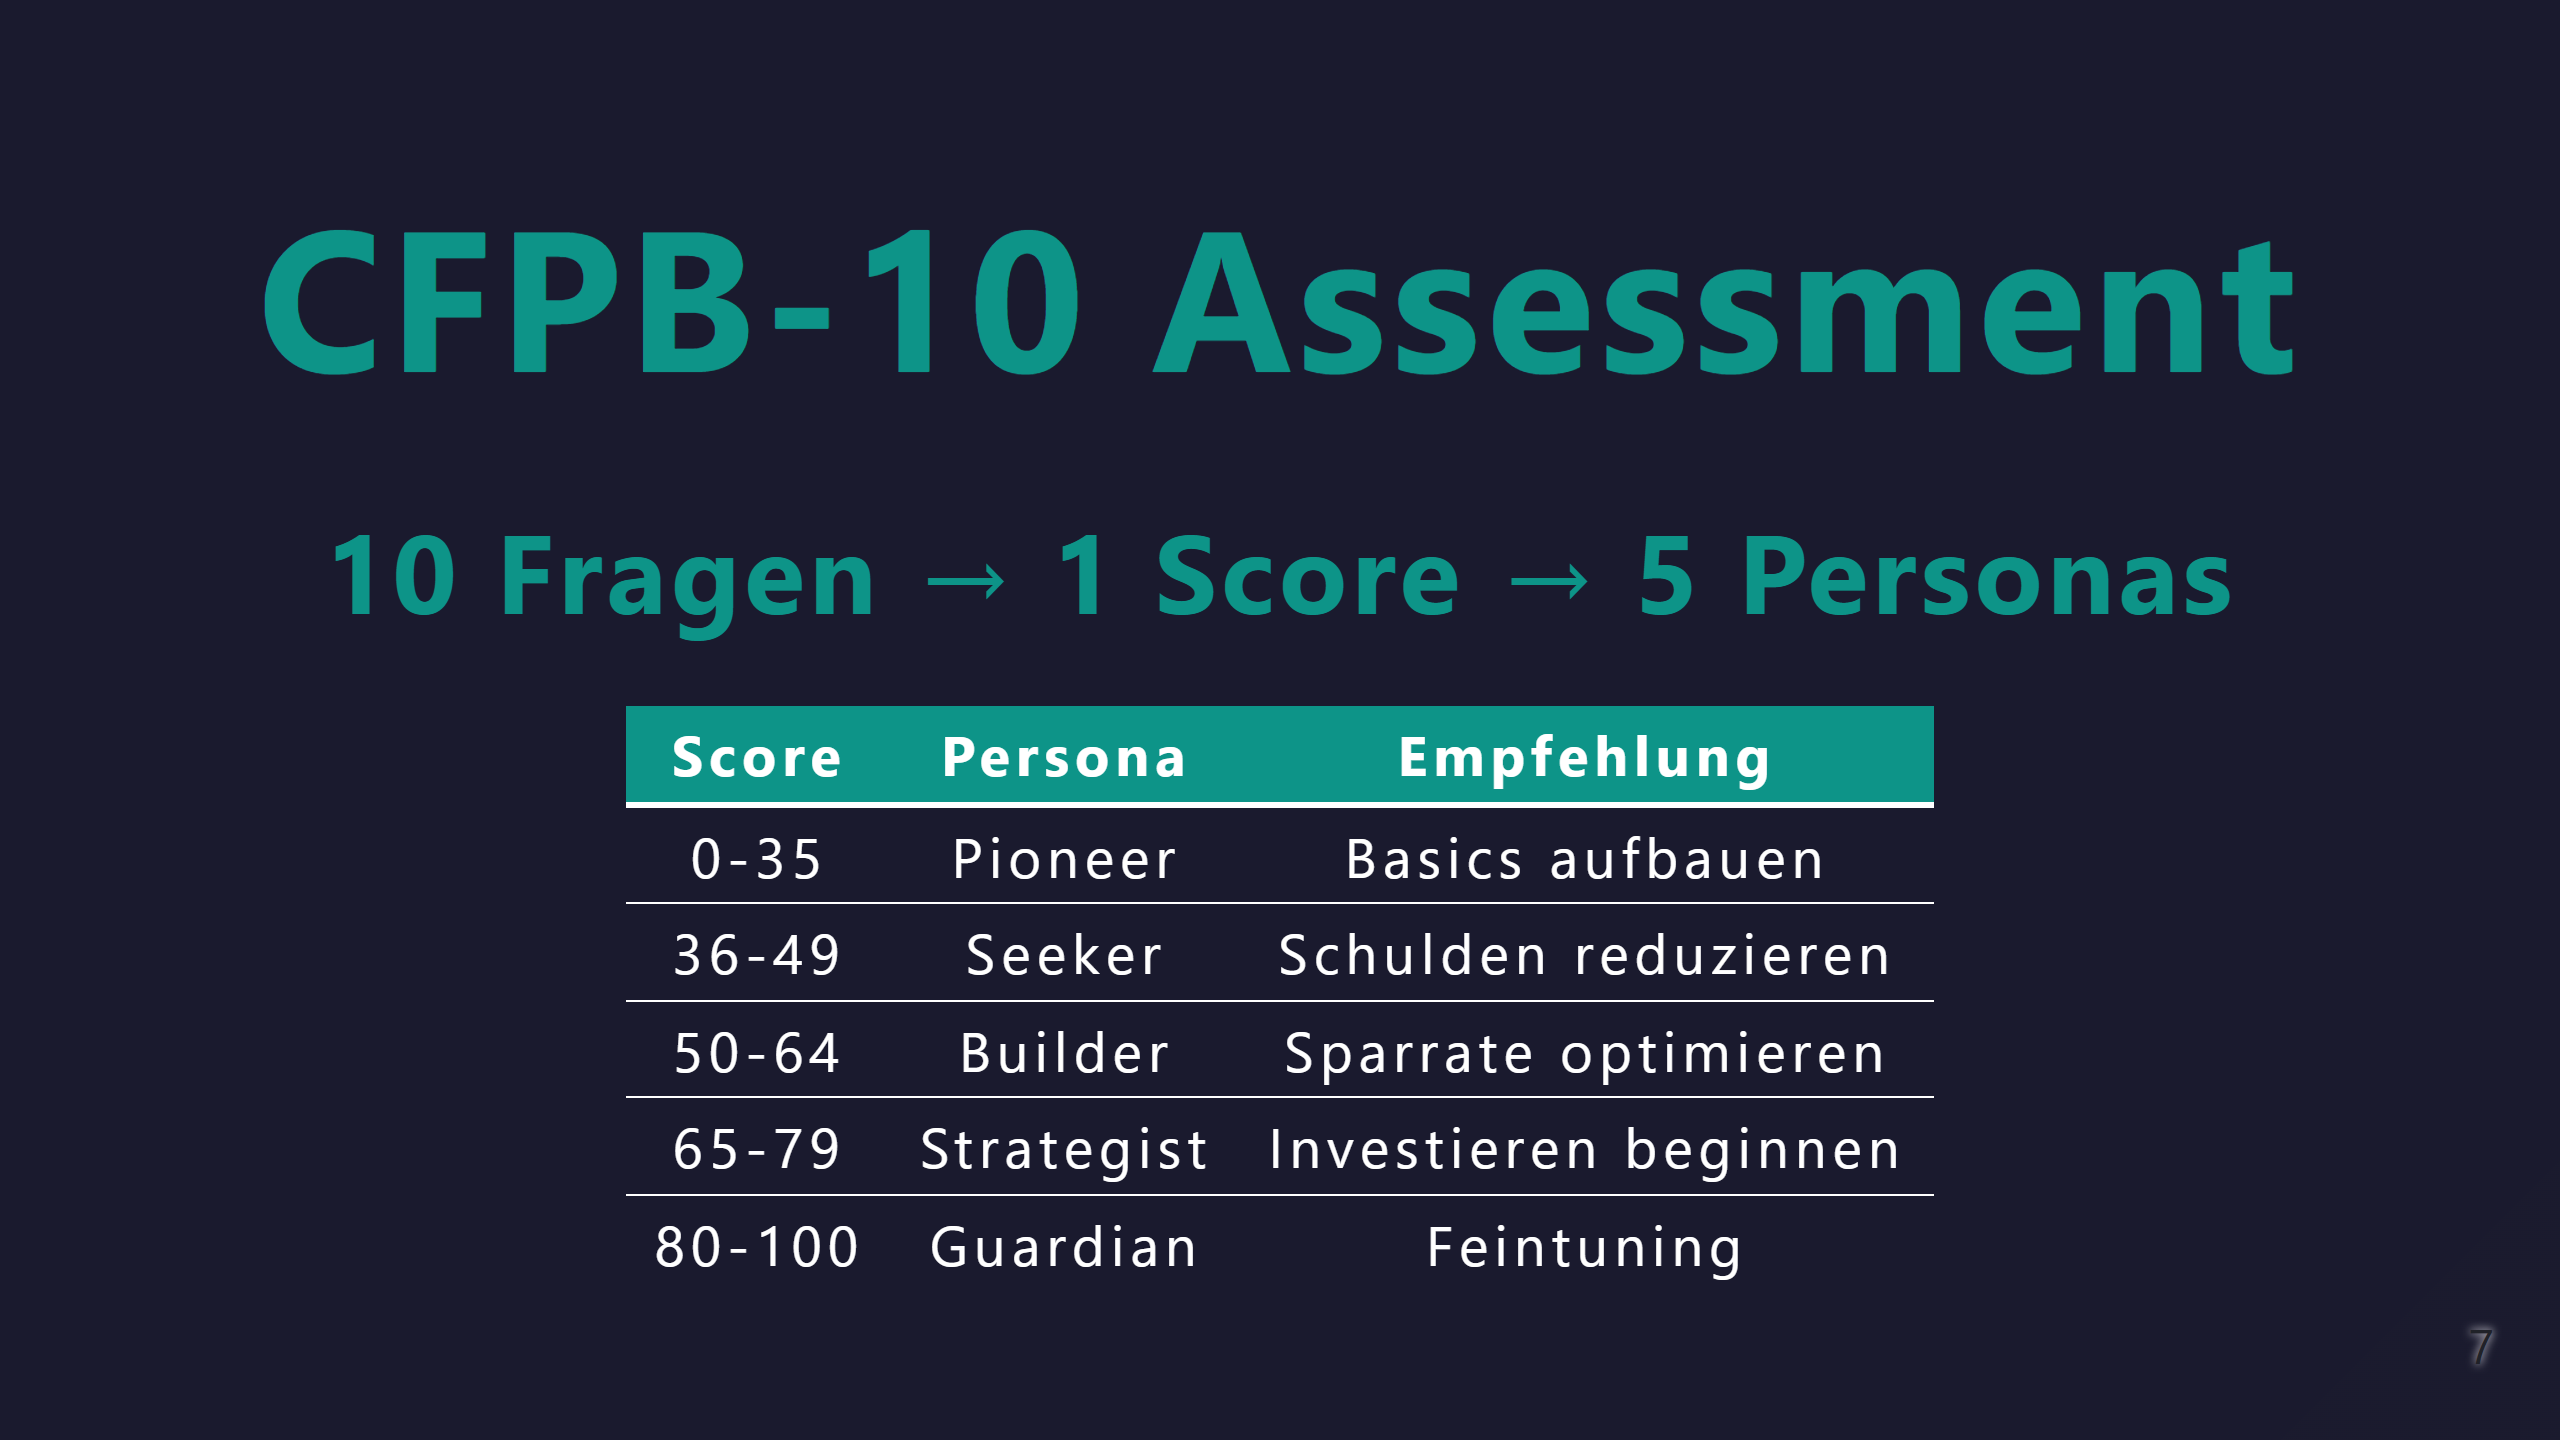 CFPB-10 Assessment
10 Fragen → 1 Score → 5 Personas
Score Persona Empfehlung
0-35 Pioneer Basics aufbauen
36-49 Seeker Schulden reduzieren
50-64 Builder Sparrate optimieren
65-79 Strategist Investieren beginnen
80-100 Guardian Feintuning
7